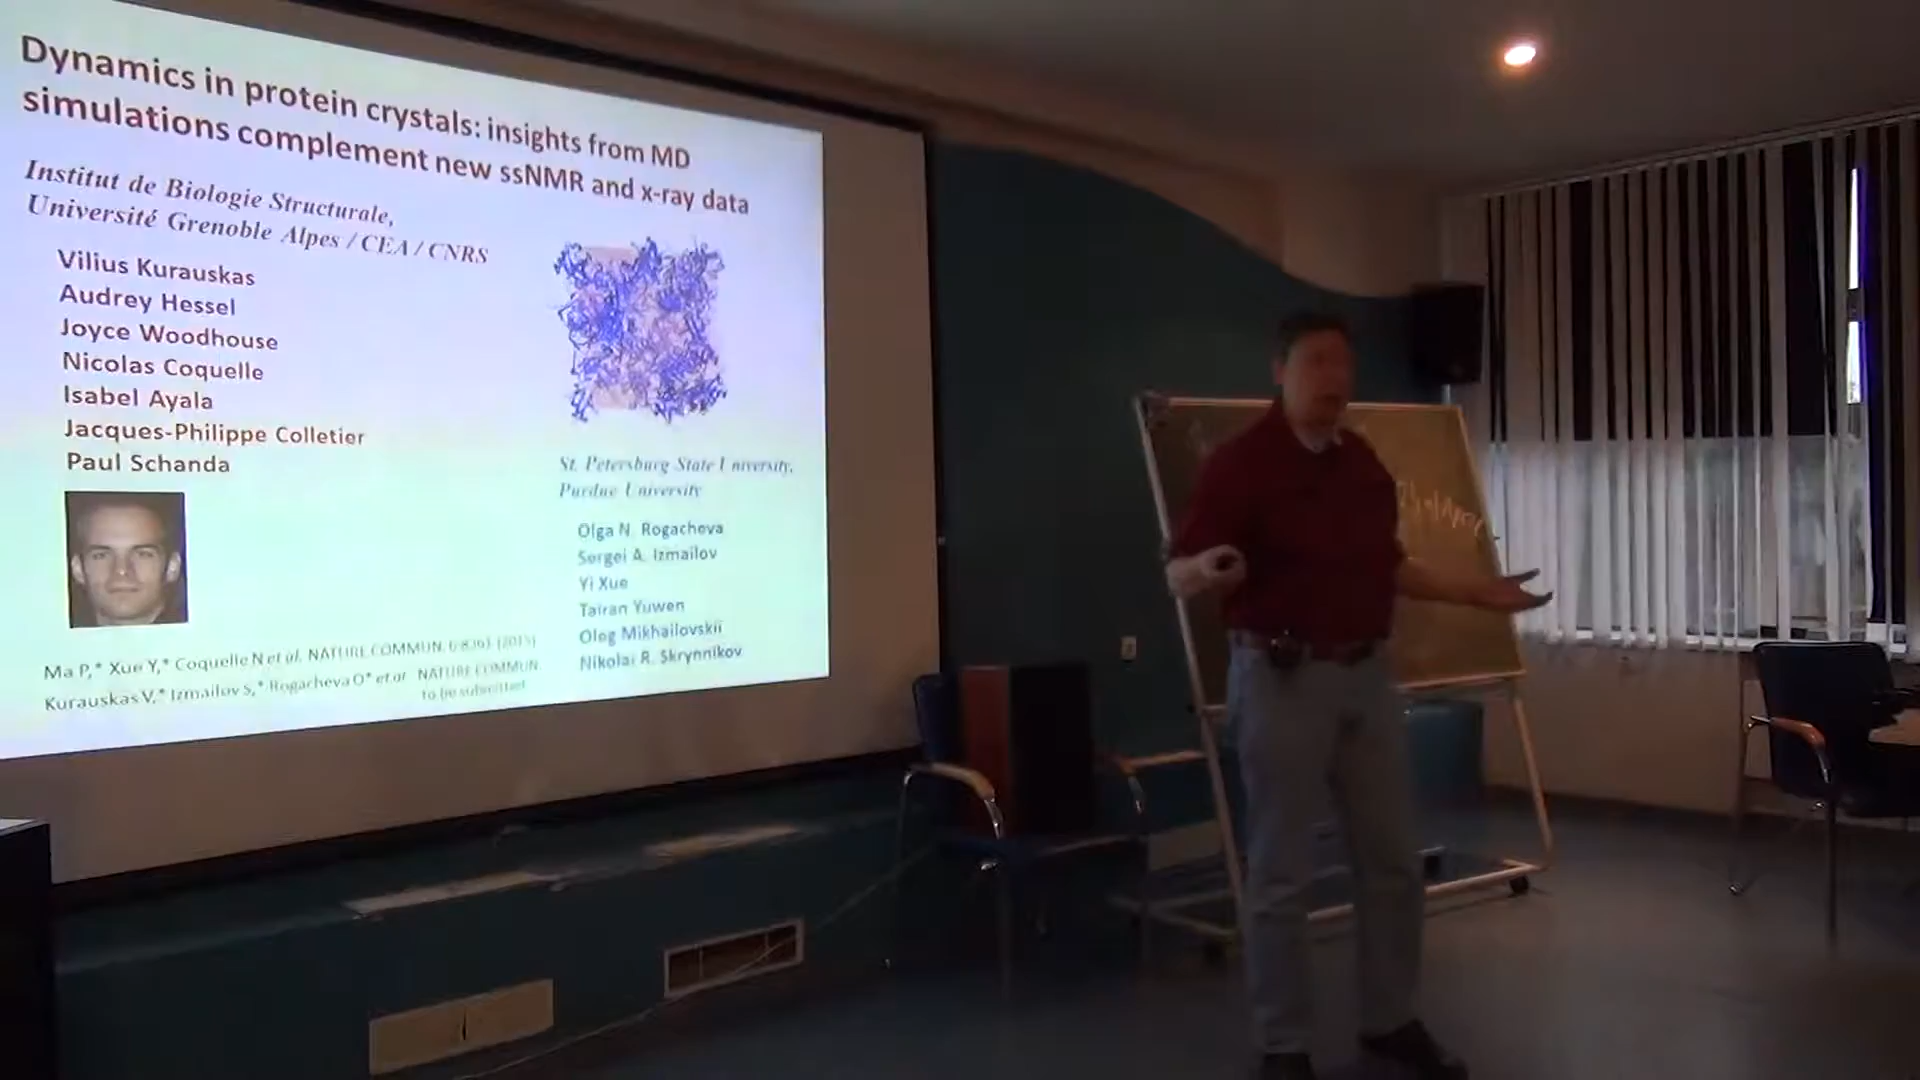 Dynamics in protein crystals: insights from MD
simulations complement new ssNMR and x-ray data
Institut de Biologie Structurale,
Université Grenoble Alpes / CEA / CNRS
Vilius Kurauskas
Audrey Hessel
Joyce Woodhouse
Nicolas Coquelle
Isabel Ayala
Jacques-Philippe Colletier
Paul Schanda
St. Petersburg State University,
Purdue University
Olga N. Rogacheva
Sergei A. Izmailov
Yi Xue
Tairan Yuwen
Oleg Mikhailovskii
Nikolai R. Skrynnikov
Ma P,* Xue Y,* Coquelle N et al. NATURE COMMUN. 6:8361 (2015)
Kurauskas V,* Izmailov S,* Rogacheva O* et al. NATURE COMMUN.
to be submitted